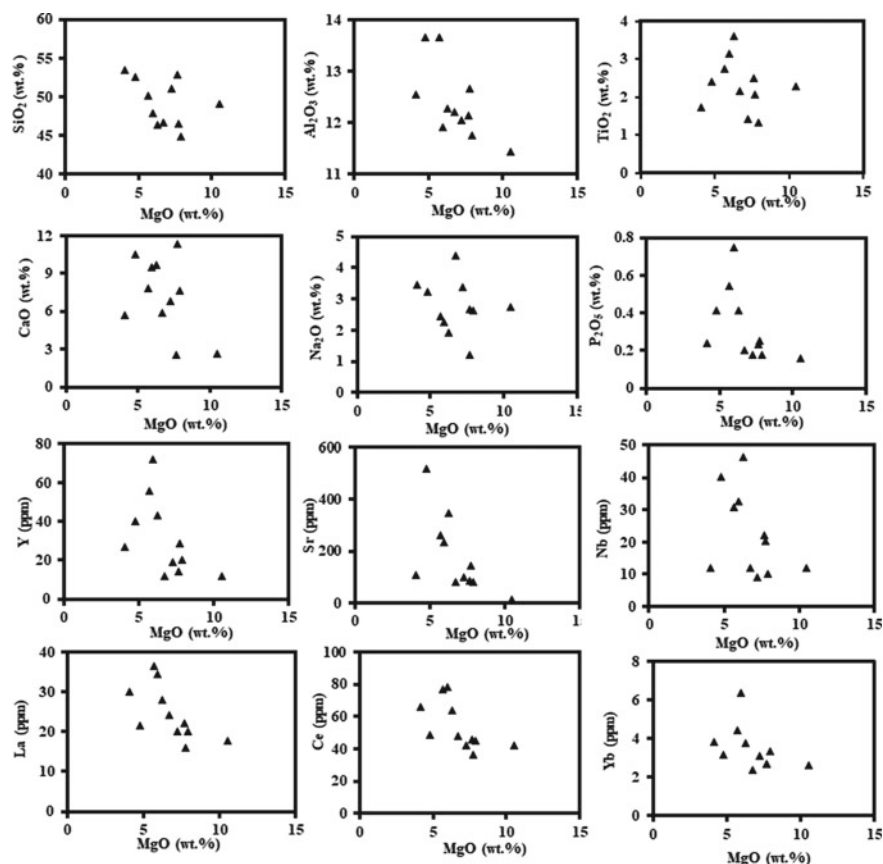 SiO2 (wt.%)
60
55
50
45
40
0 5 10 15
MgO (wt.%)
Al2O3 (wt.%)
14
13
12
11
0 5 10 15
MgO (wt.%)
TiO2 (wt.%)
4
3
2
1
0
0 5 10 15
MgO (wt.%)
CaO (wt.%)
12
9
6
3
0
0 5 10 15
MgO (wt.%)
Na2O (wt.%)
5
4
3
2
1
0
0 5 10 15
MgO (wt.%)
P2O5 (wt.%)
0.8
0.6
0.4
0.2
0
0 5 10 15
MgO (wt.%)
Y (ppm)
80
60
40
20
0
0 5 10 15
MgO (wt.%)
Sr (ppm)
600
400
200
0
0 5 10 15
MgO (wt.%)
Nb (ppm)
50
40
30
20
10
0
0 5 10 15
MgO (wt.%)
La (ppm)
40
30
20
10
0
0 5 10 15
MgO (wt.%)
Ce (ppm)
100
80
60
40
20
0
0 5 10 15
MgO (wt.%)
Yb (ppm)
8
6
4
2
0
0 5 10 15
MgO (wt.%)